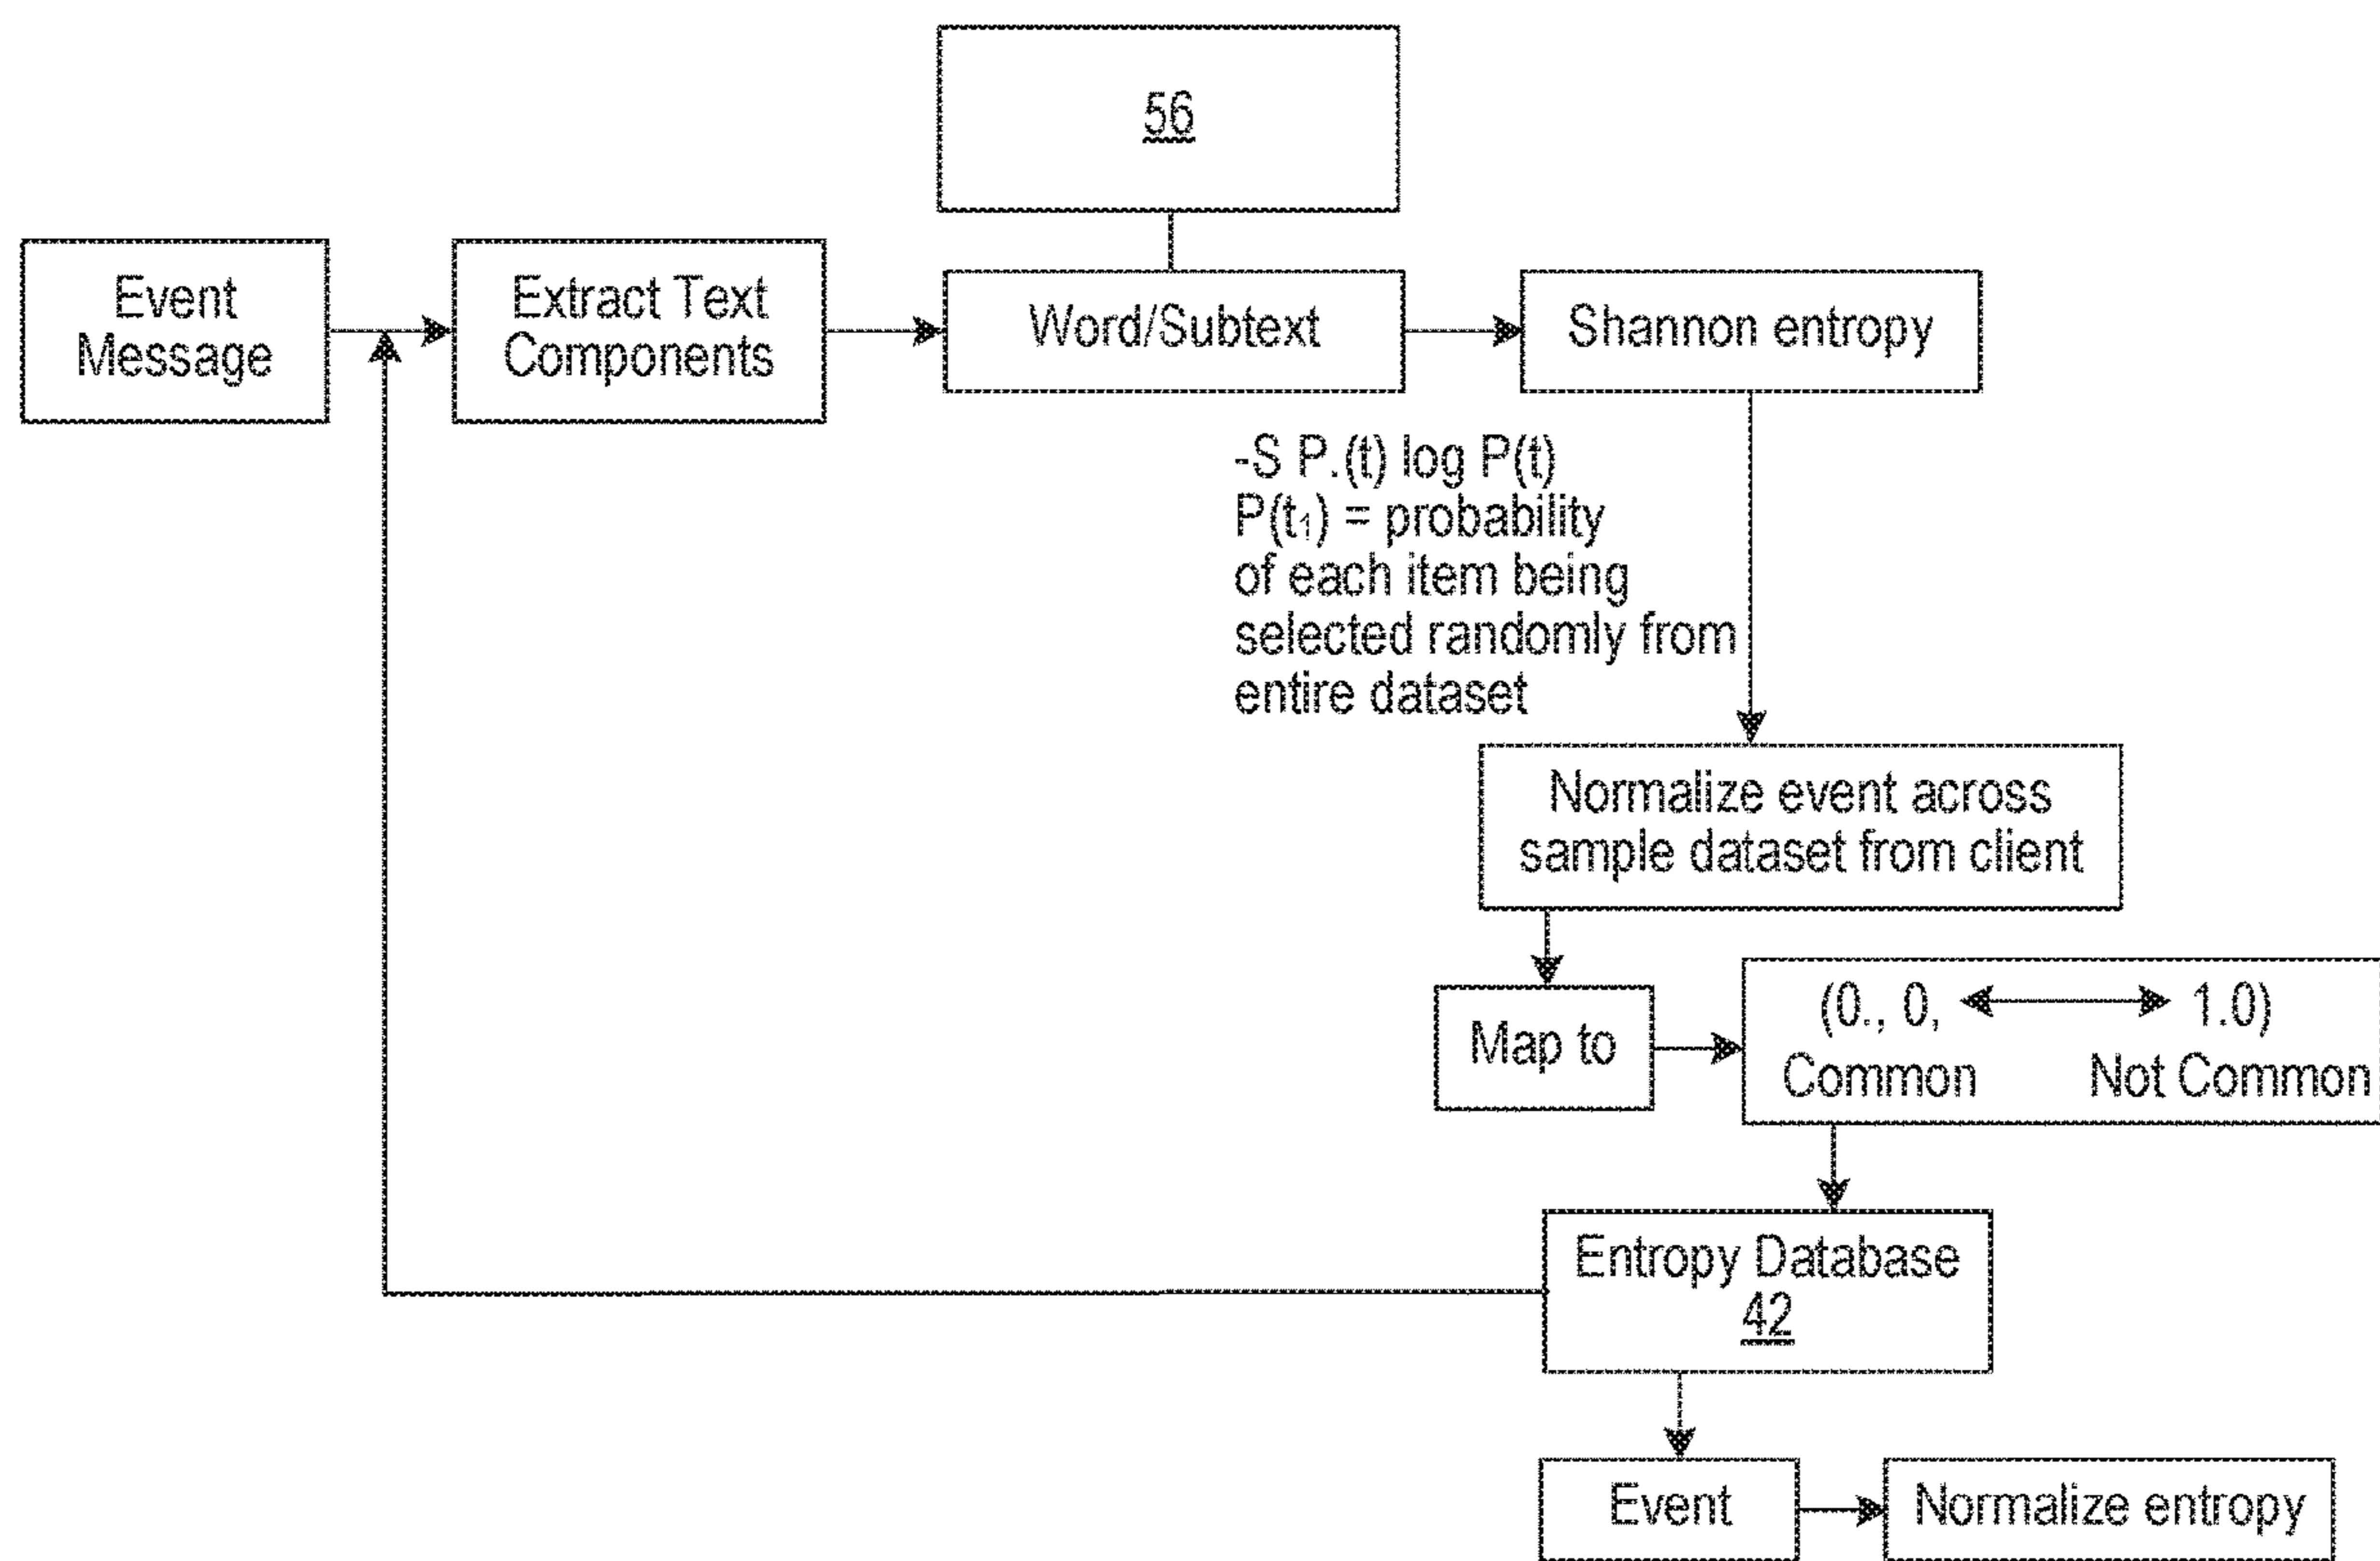 56
Event
Message
Extract Text
Components
Word/Subtext
Shannon entropy
-S P.(t) log P(t)
P(t₁) = probability
of each item being
selected randomly from
entire dataset
Normalize event across
sample dataset from client
Map to
(0., 0, 1.0)
Common Not Common
Entropy Database
42
Event
Normalize entropy